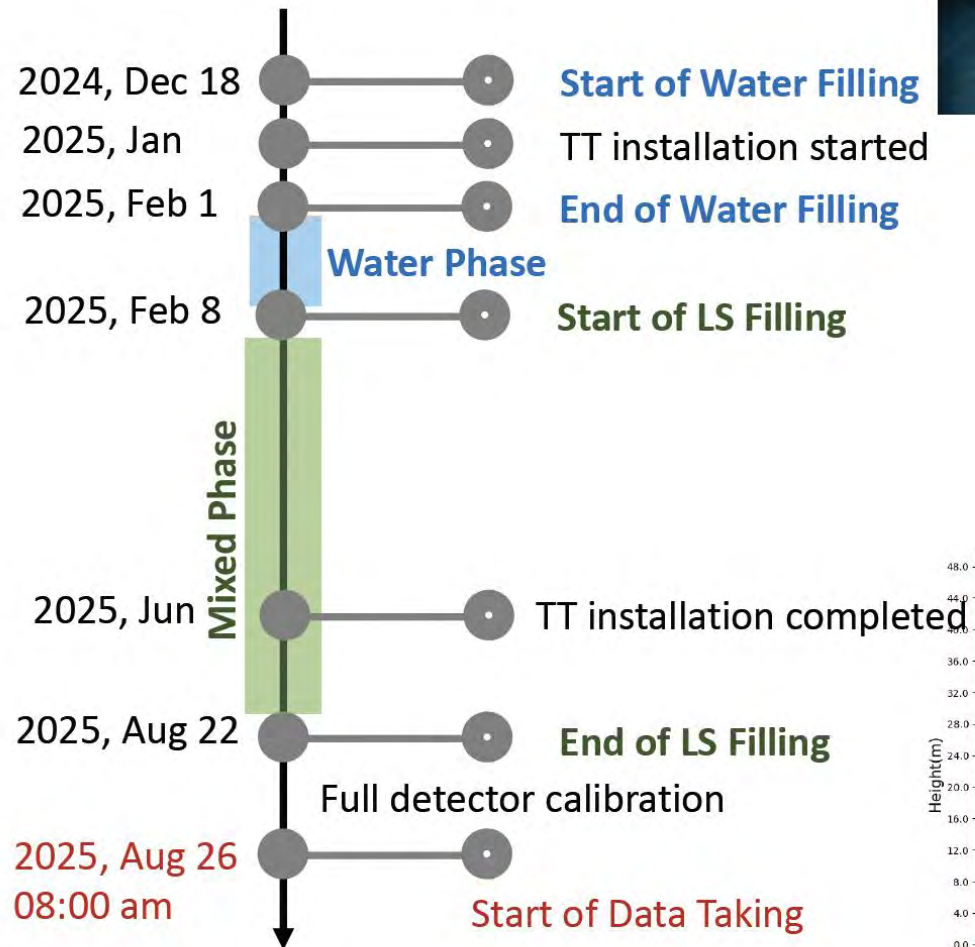 2024, Dec 18 Start of Water Filling
2025, Jan TT installation started
2025, Feb 1 End of Water Filling
Water Phase
2025, Feb 8 Start of LS Filling
Mixed Phase
2025, Jun TT installation completed
2025, Aug 22 End of LS Filling
Full detector calibration
2025, Aug 26
08:00 am
Start of Data Taking
Height(m)
48.0
44.0
40.0
36.0
32.0
28.0
24.0
20.0
16.0
12.0
8.0
4.0
0.0